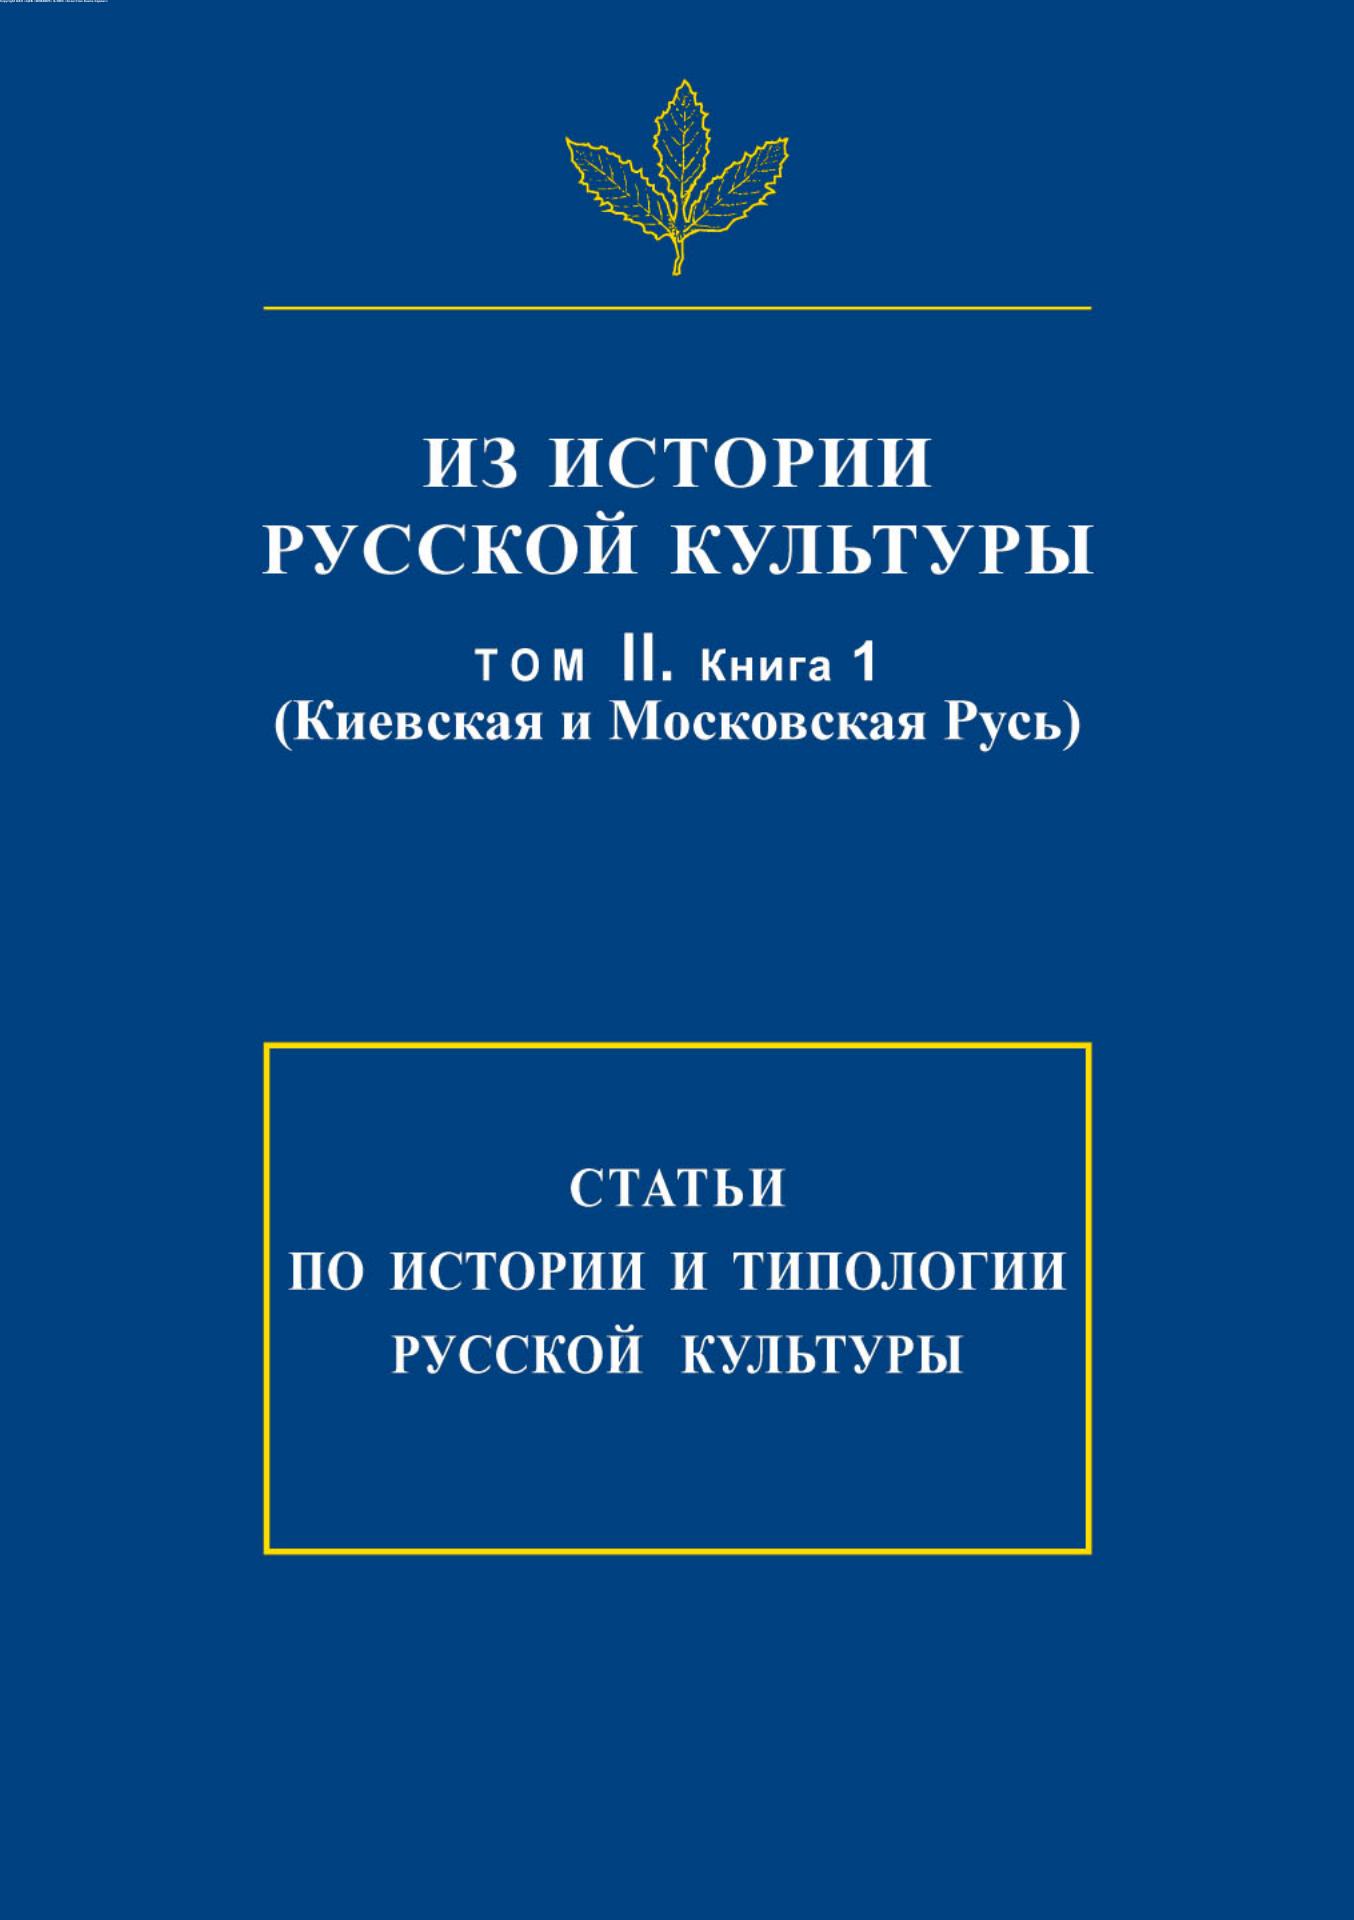 ИЗ ИСТОРИИ
РУССКОЙ КУЛЬТУРЫ
ТОМ II. Книга 1
(Киевская и Московская Русь)
СТАТЬИ
ПО ИСТОРИИ И ТИПОЛОГИИ
РУССКОЙ КУЛЬТУРЫ